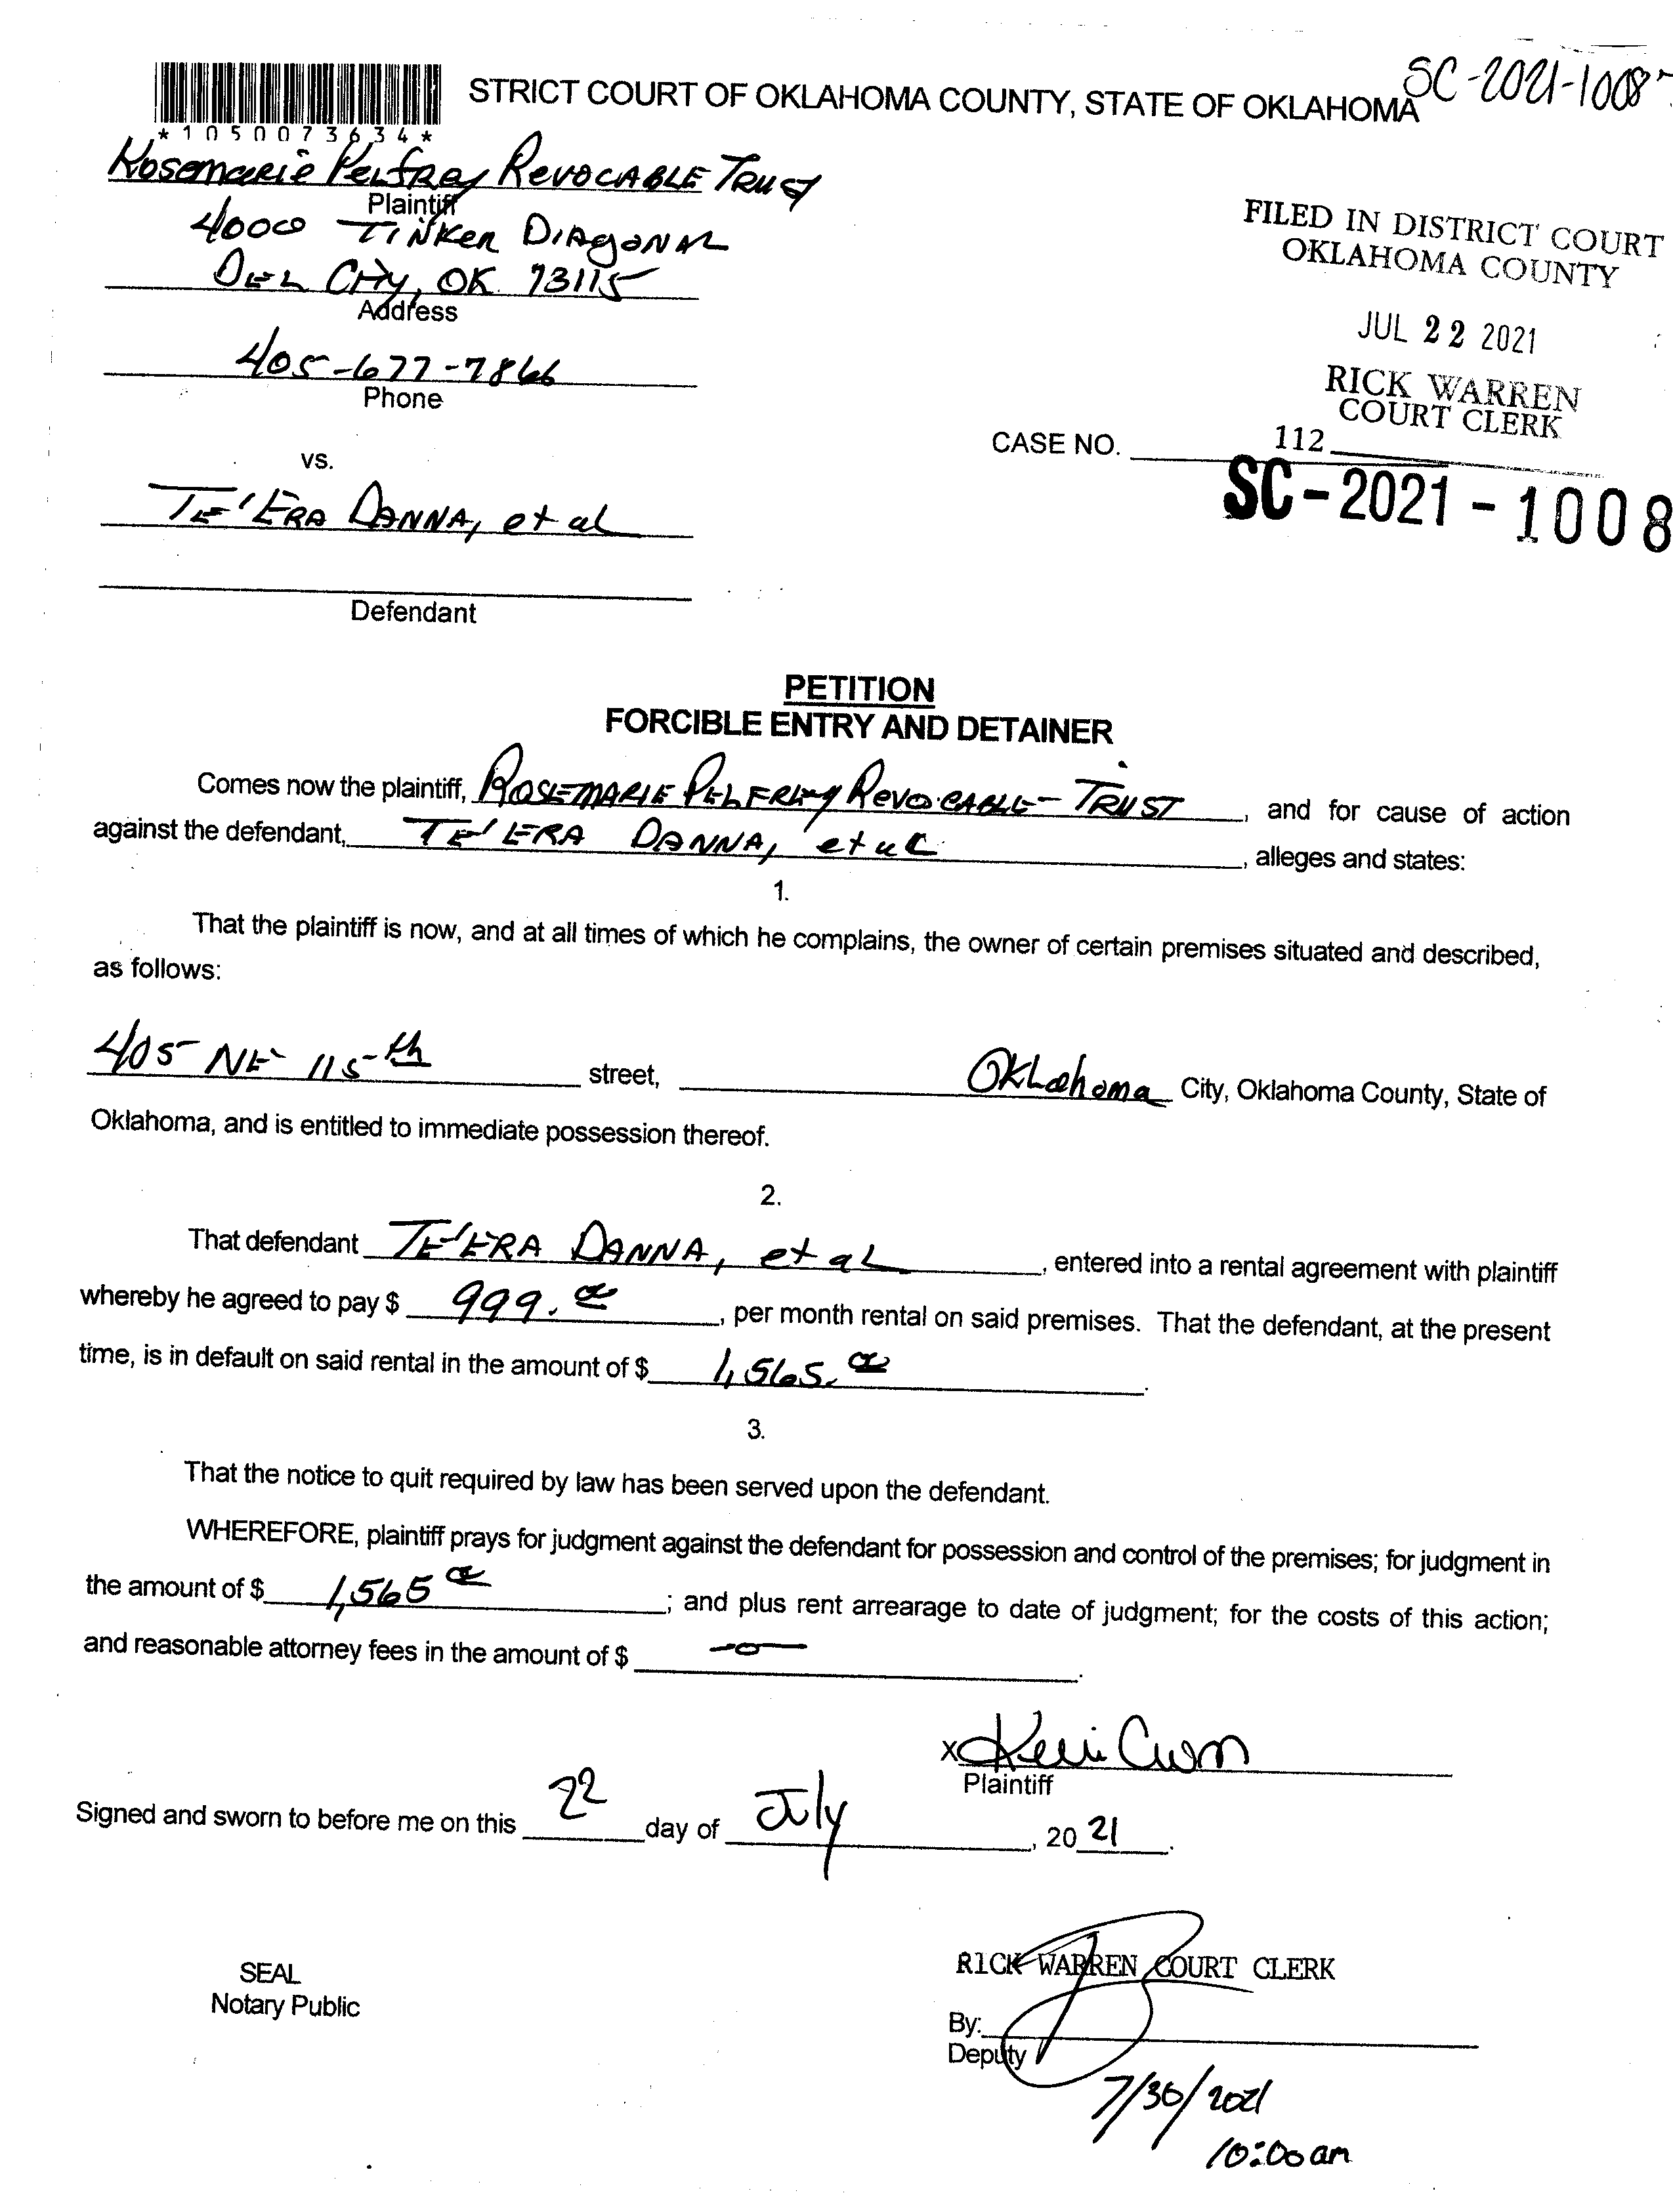 STRICT COURT OF OKLAHOMA COUNTY, STATE OF OKLAHOMA
SC-2021-1008
*1050073634*
Rosemarie Pelfrey Revocable Trust
Plaintiff
4000 Tinker Diagonal
Del City, OK 73115
Address
405-677-7866
Phone
FILED IN DISTRICT COURT
OKLAHOMA COUNTY
JUL 22 2021
RICK WARREN
COURT CLERK
CASE NO. 112
SC-2021-1008
vs.
TE'ERA DANNA, et al
Defendant
PETITION
FORCIBLE ENTRY AND DETAINER
Comes now the plaintiff, ROSEMARIE PELFREY REVOCABLE TRUST, and for cause of action
against the defendant, TE'ERA DANNA, et al, alleges and states:
1.
That the plaintiff is now, and at all times of which he complains, the owner of certain premises situated and described,
as follows:
405 NE 115th street, Oklahoma City, Oklahoma County, State of
Oklahoma, and is entitled to immediate possession thereof.
2.
That defendant TE'ERA DANNA, et al, entered into a rental agreement with plaintiff
whereby he agreed to pay $ 999.00, per month rental on said premises. That the defendant, at the present
time, is in default on said rental in the amount of $ 1,565.00.
3.
That the notice to quit required by law has been served upon the defendant.
WHEREFORE, plaintiff prays for judgment against the defendant for possession and control of the premises; for judgment in
the amount of $ 1,565 00; and plus rent arrearage to date of judgment; for the costs of this action;
and reasonable attorney fees in the amount of $ -0-.
X
Plaintiff
Signed and sworn to before me on this 22 day of July, 20 21.
SEAL
Notary Public
RICK WARREN COURT CLERK
By:
Deputy
7/30/2021
10:00am